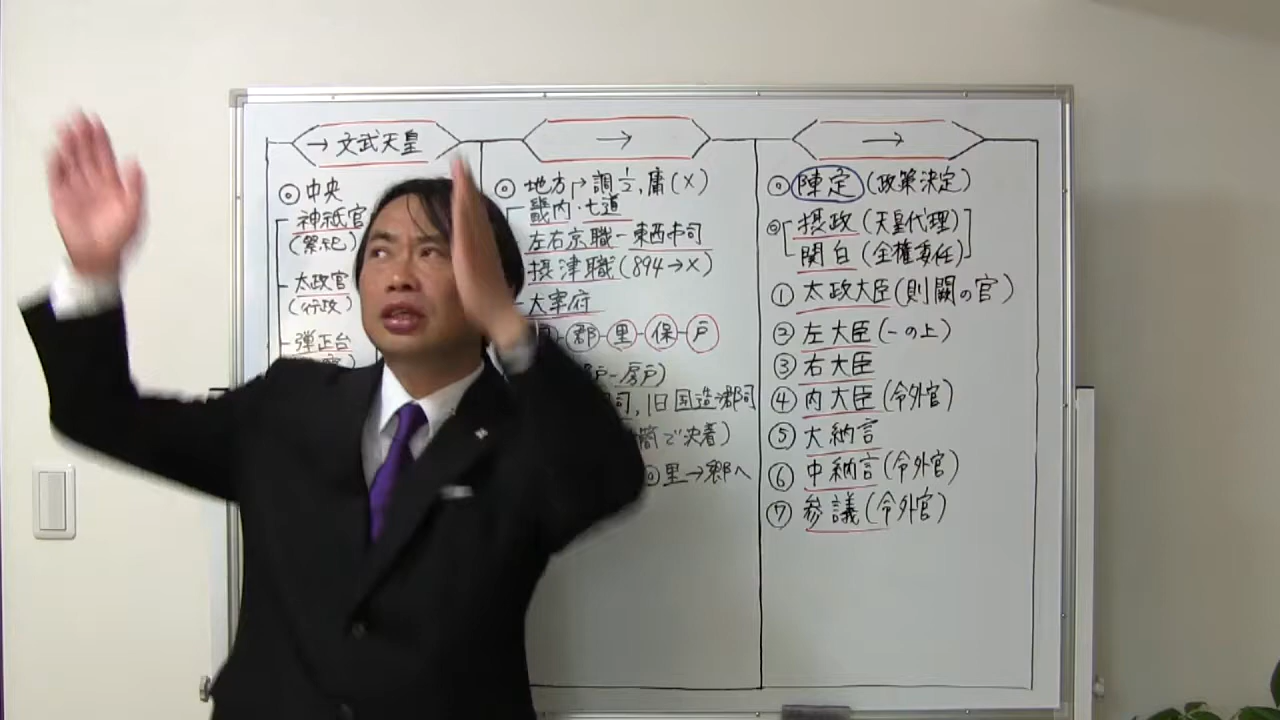 →文武天皇
◎中央
神祇官
(祭祀)
太政官
(行政)
弾正台
→
◎地方→調½,庸(×)
畿内・七道
左右京職-東西市司
摂津職(894→×)
大宰府
郡-里-保-戸
戸-房戸)
司,旧国造郡司
簡で決着)
◎里→郷へ
→
◎陣定(政策決定)
◎摂政(天皇代理)
関白(全権委任)
①太政大臣(則闕の官)
②左大臣(一の上)
③右大臣
④内大臣(令外官)
⑤大納言
⑥中納言(令外官)
⑦参議(令外官)